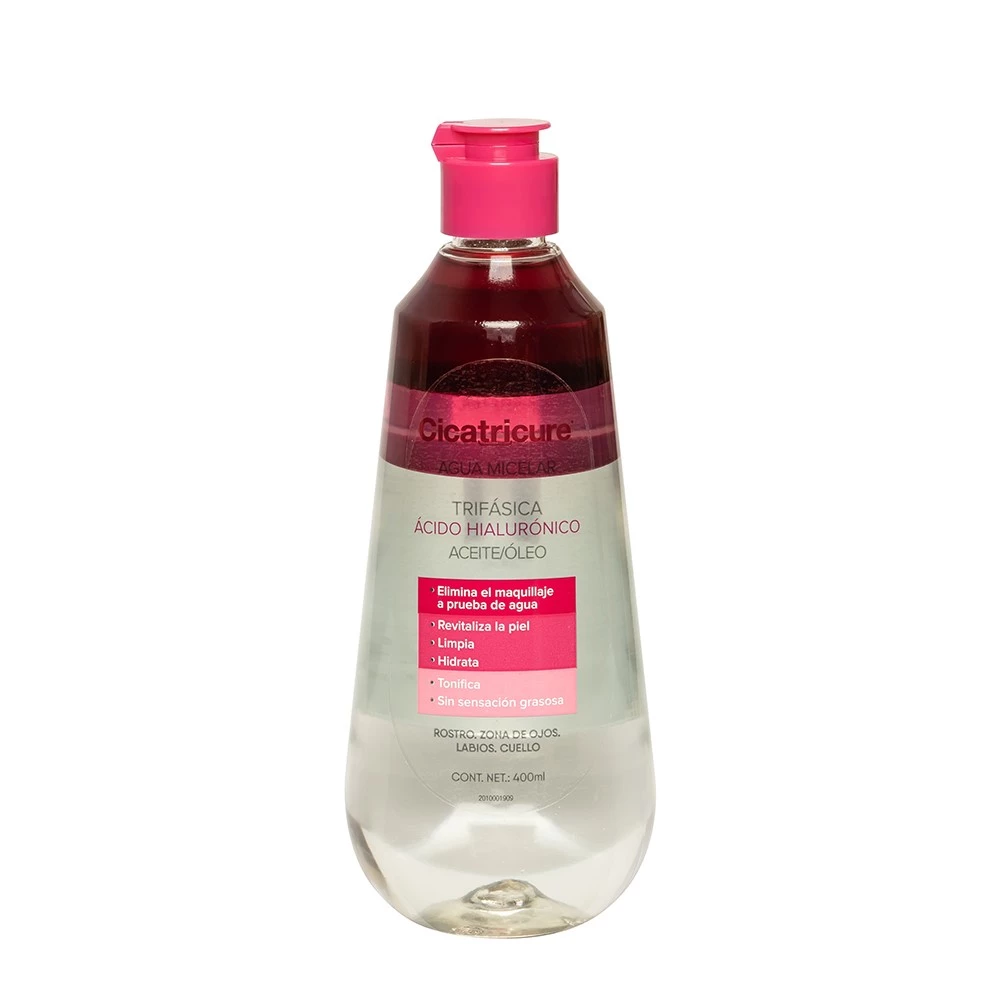 Cicatricure
AGUA MICELAR
TRIFÁSICA
ÁCIDO HIALURÓNICO
ACEITE/ÓLEO
• Elimina el maquillaje
a prueba de agua
• Revitaliza la piel
• Limpia
• Hidrata
• Tonifica
• Sin sensación grasosa
ROSTRO, ZONA DE OJOS,
LABIOS, CUELLO
CONT. NET.: 400ml
2010001909